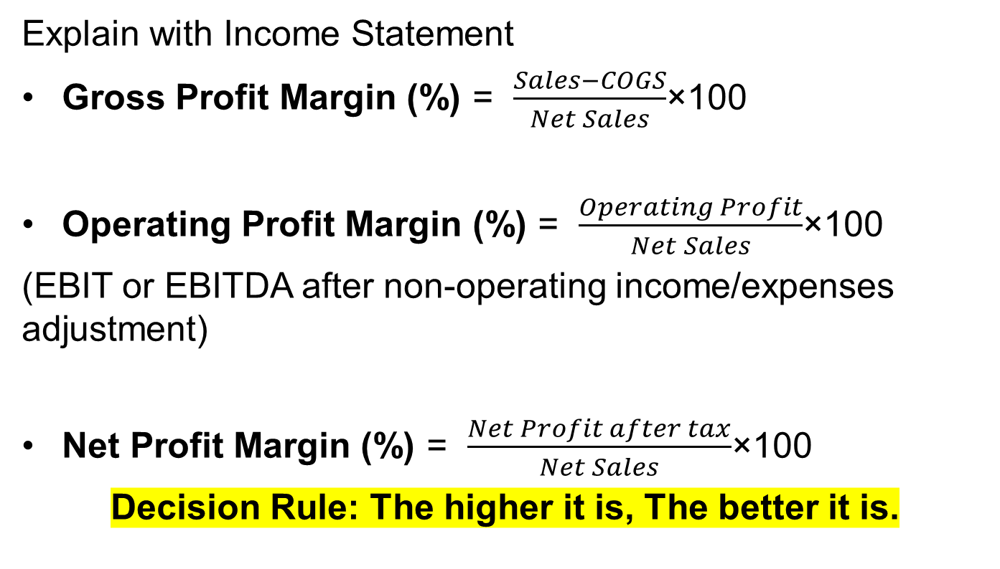 Explain with Income Statement
• Gross Profit Margin (%) = \frac{Sales−COGS}{Net Sales}×100
• Operating Profit Margin (%) = \frac{Operating Profit}{Net Sales}×100
(EBIT or EBITDA after non-operating income/expenses
adjustment)
• Net Profit Margin (%) = \frac{Net Profit after tax}{Net Sales}×100
Decision Rule: The higher it is, The better it is.